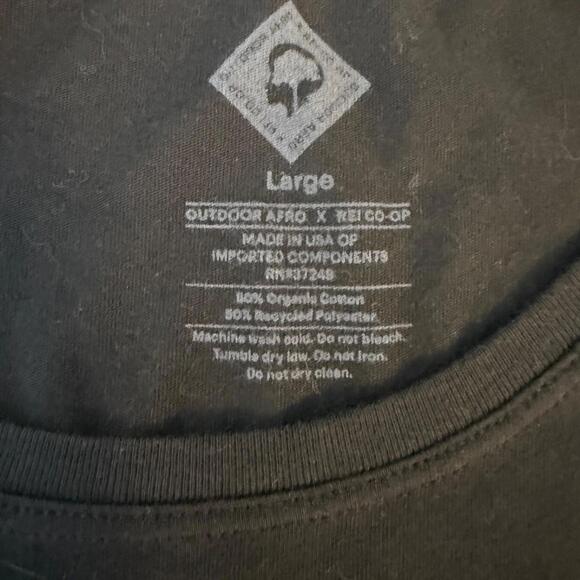 Large
OUTDOOR AFRO X REI CO-OP
MADE IN USA OF
IMPORTED COMPONENTS
RN#37248
50% Organic Cotton
50% Recycled Polyester
Machine wash cold. Do not bleach.
Tumble dry low. Do not iron.
Do not dry clean.